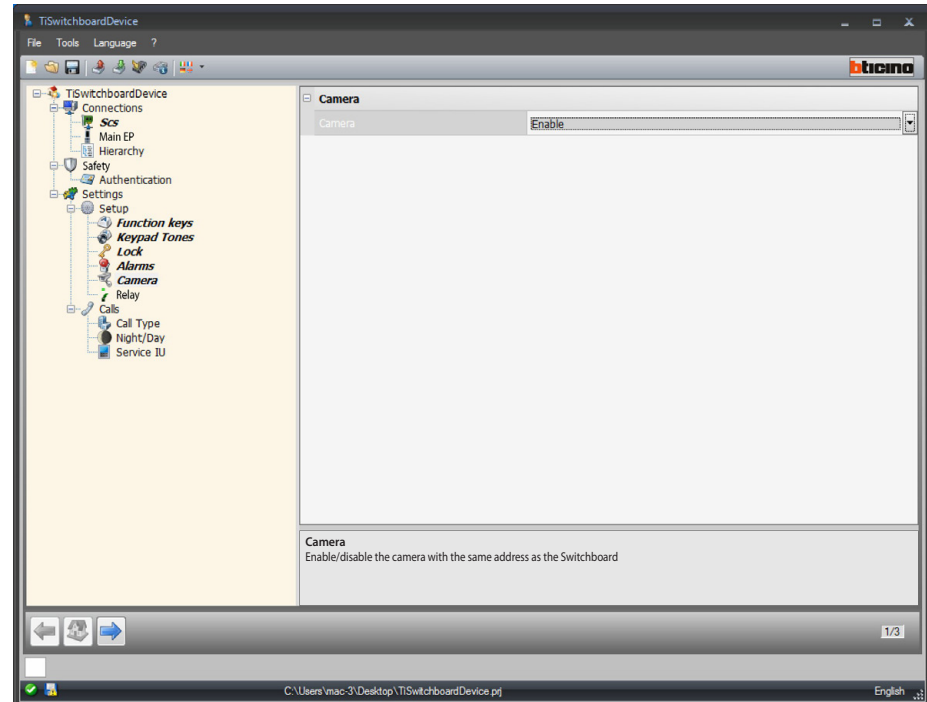 TiSwitchboardDevice
File Tools Language ?
bticino
TiSwitchboardDevice
Connections
Scs
Main EP
Hierarchy
Safety
Authentication
Settings
Setup
Function keys
Keypad Tones
Lock
Alarms
Camera
Relay
Calls
Call Type
Night/Day
Service IU
Camera
Camera Enable
Camera
Enable/disable the camera with the same address as the Switchboard
1/3
C:\Users\mac-3\Desktop\TiSwitchboardDevice.prj English